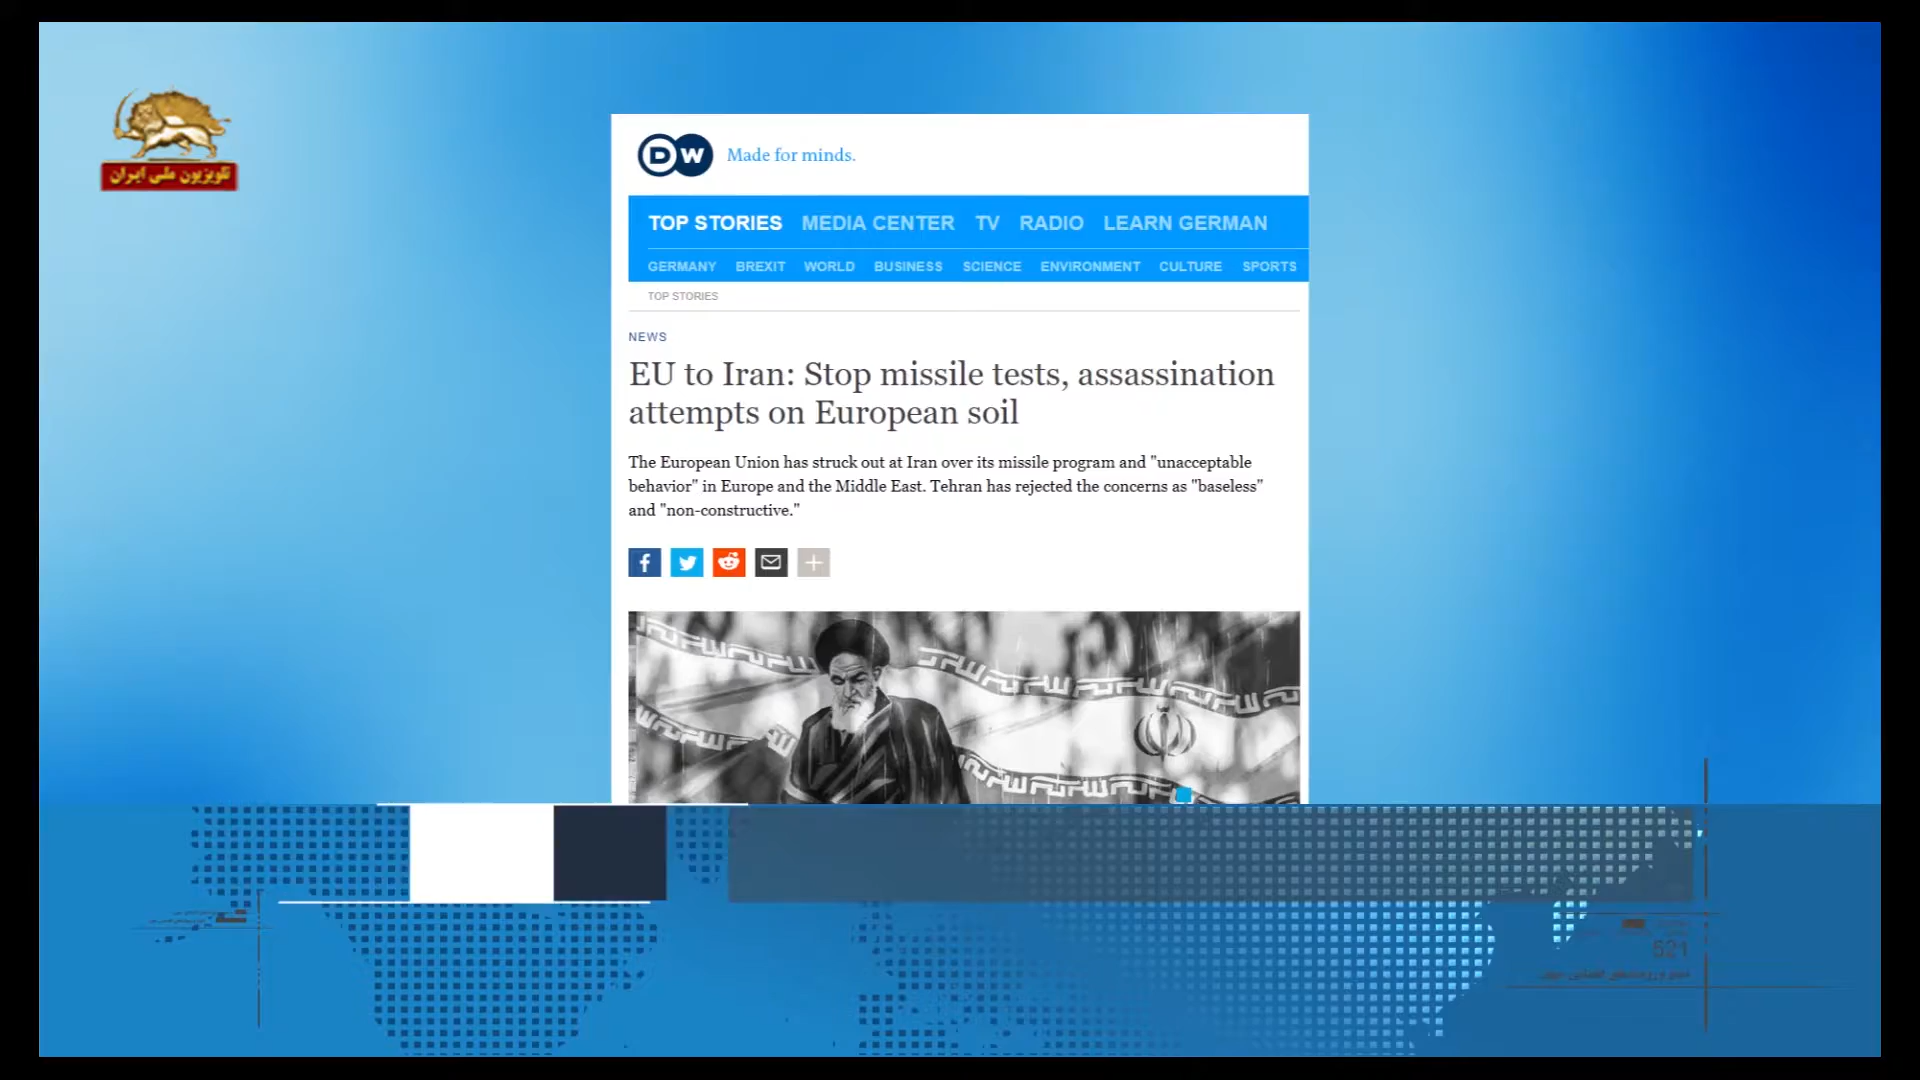 تلویزیون ملی ایران
DW Made for minds.
TOP STORIES MEDIA CENTER TV RADIO LEARN GERMAN
GERMANY BREXIT WORLD BUSINESS SCIENCE ENVIRONMENT CULTURE SPORTS
TOP STORIES
NEWS
EU to Iran: Stop missile tests, assassination
attempts on European soil
The European Union has struck out at Iran over its missile program and "unacceptable
behavior" in Europe and the Middle East. Tehran has rejected the concerns as "baseless"
and "non-constructive."
521